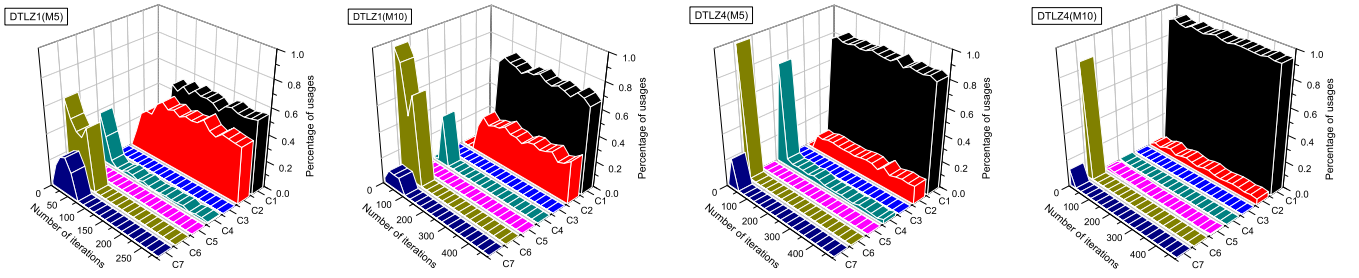 DTLZ1(M5)
1.0
0.8
0.6
0.4
0.2
0.0
Percentage of usages
0
50
100
150
200
250
Number of iterations
C1
C2
C3
C4
C5
C6
C7
DTLZ1(M10)
1.0
0.8
0.6
0.4
0.2
0.0
Percentage of usages
0
100
200
300
400
Number of iterations
C1
C2
C3
C4
C5
C6
C7
DTLZ4(M5)
1.0
0.8
0.6
0.4
0.2
0.0
Percentage of usages
0
100
200
300
400
Number of iterations
C1
C2
C3
C4
C5
C6
C7
DTLZ4(M10)
1.0
0.8
0.6
0.4
0.2
0.0
Percentage of usages
0
100
200
300
400
Number of iterations
C1
C2
C3
C4
C5
C6
C7